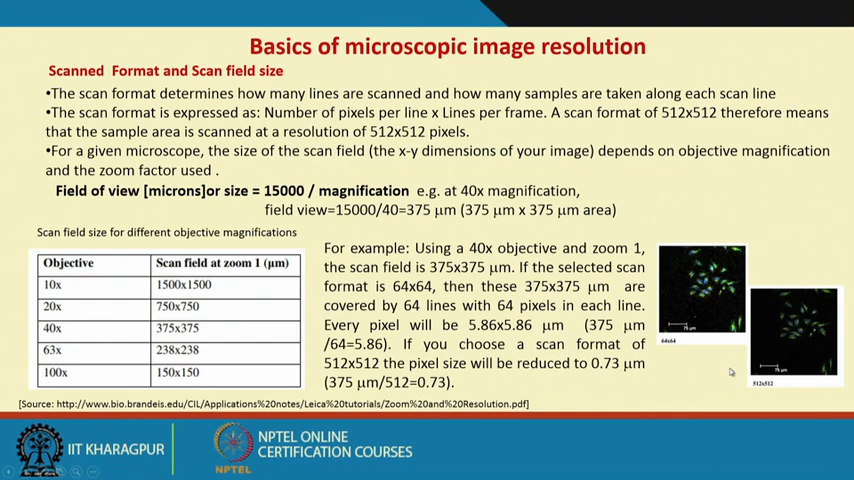 Basics of microscopic image resolution
Scanned Format and Scan field size
•The scan format determines how many lines are scanned and how many samples are taken along each scan line
•The scan format is expressed as: Number of pixels per line x Lines per frame. A scan format of 512x512 therefore means
that the sample area is scanned at a resolution of 512x512 pixels.
•For a given microscope, the size of the scan field (the x-y dimensions of your image) depends on objective magnification
and the zoom factor used .
Field of view [microns]or size = 15000 / magnification e.g. at 40x magnification,
field view=15000/40=375 μm (375 μm x 375 μm area)
Scan field size for different objective magnifications
Objective Scan field at zoom 1 (μm)
10x 1500x1500
20x 750x750
40x 375x375
63x 238x238
100x 150x150
For example: Using a 40x objective and zoom 1,
the scan field is 375x375 μm. If the selected scan
format is 64x64, then these 375x375 μm are
covered by 64 lines with 64 pixels in each line.
Every pixel will be 5.86x5.86 μm (375 μm
/64=5.86). If you choose a scan format of
512x512 the pixel size will be reduced to 0.73 μm
(375 μm/512=0.73).
75 μm
64x64
75 μm
512x512
[Source: http://www.bio.brandeis.edu/CIL/Applications%20notes/Leica%20tutorials/Zoom%20and%20Resolution.pdf]
IIT KHARAGPUR
NPTEL
NPTEL ONLINE
CERTIFICATION COURSES